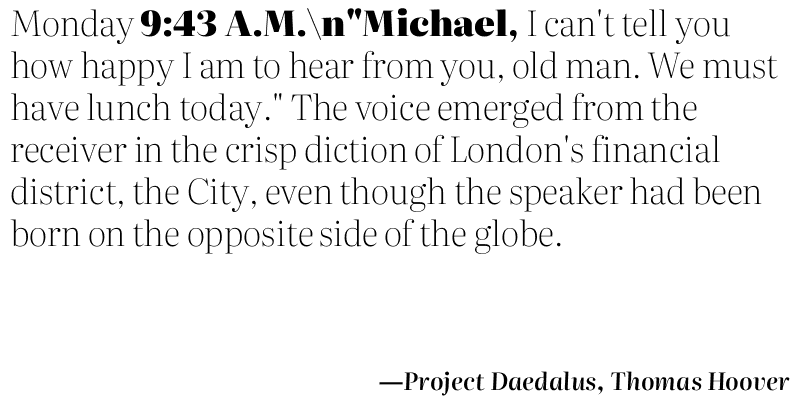 Monday 9:43 A.M.\n"Michael, I can't tell you
how happy I am to hear from you, old man. We must
have lunch today." The voice emerged from the
receiver in the crisp diction of London's financial
district, the City, even though the speaker had been
born on the opposite side of the globe.
—Project Daedalus, Thomas Hoover